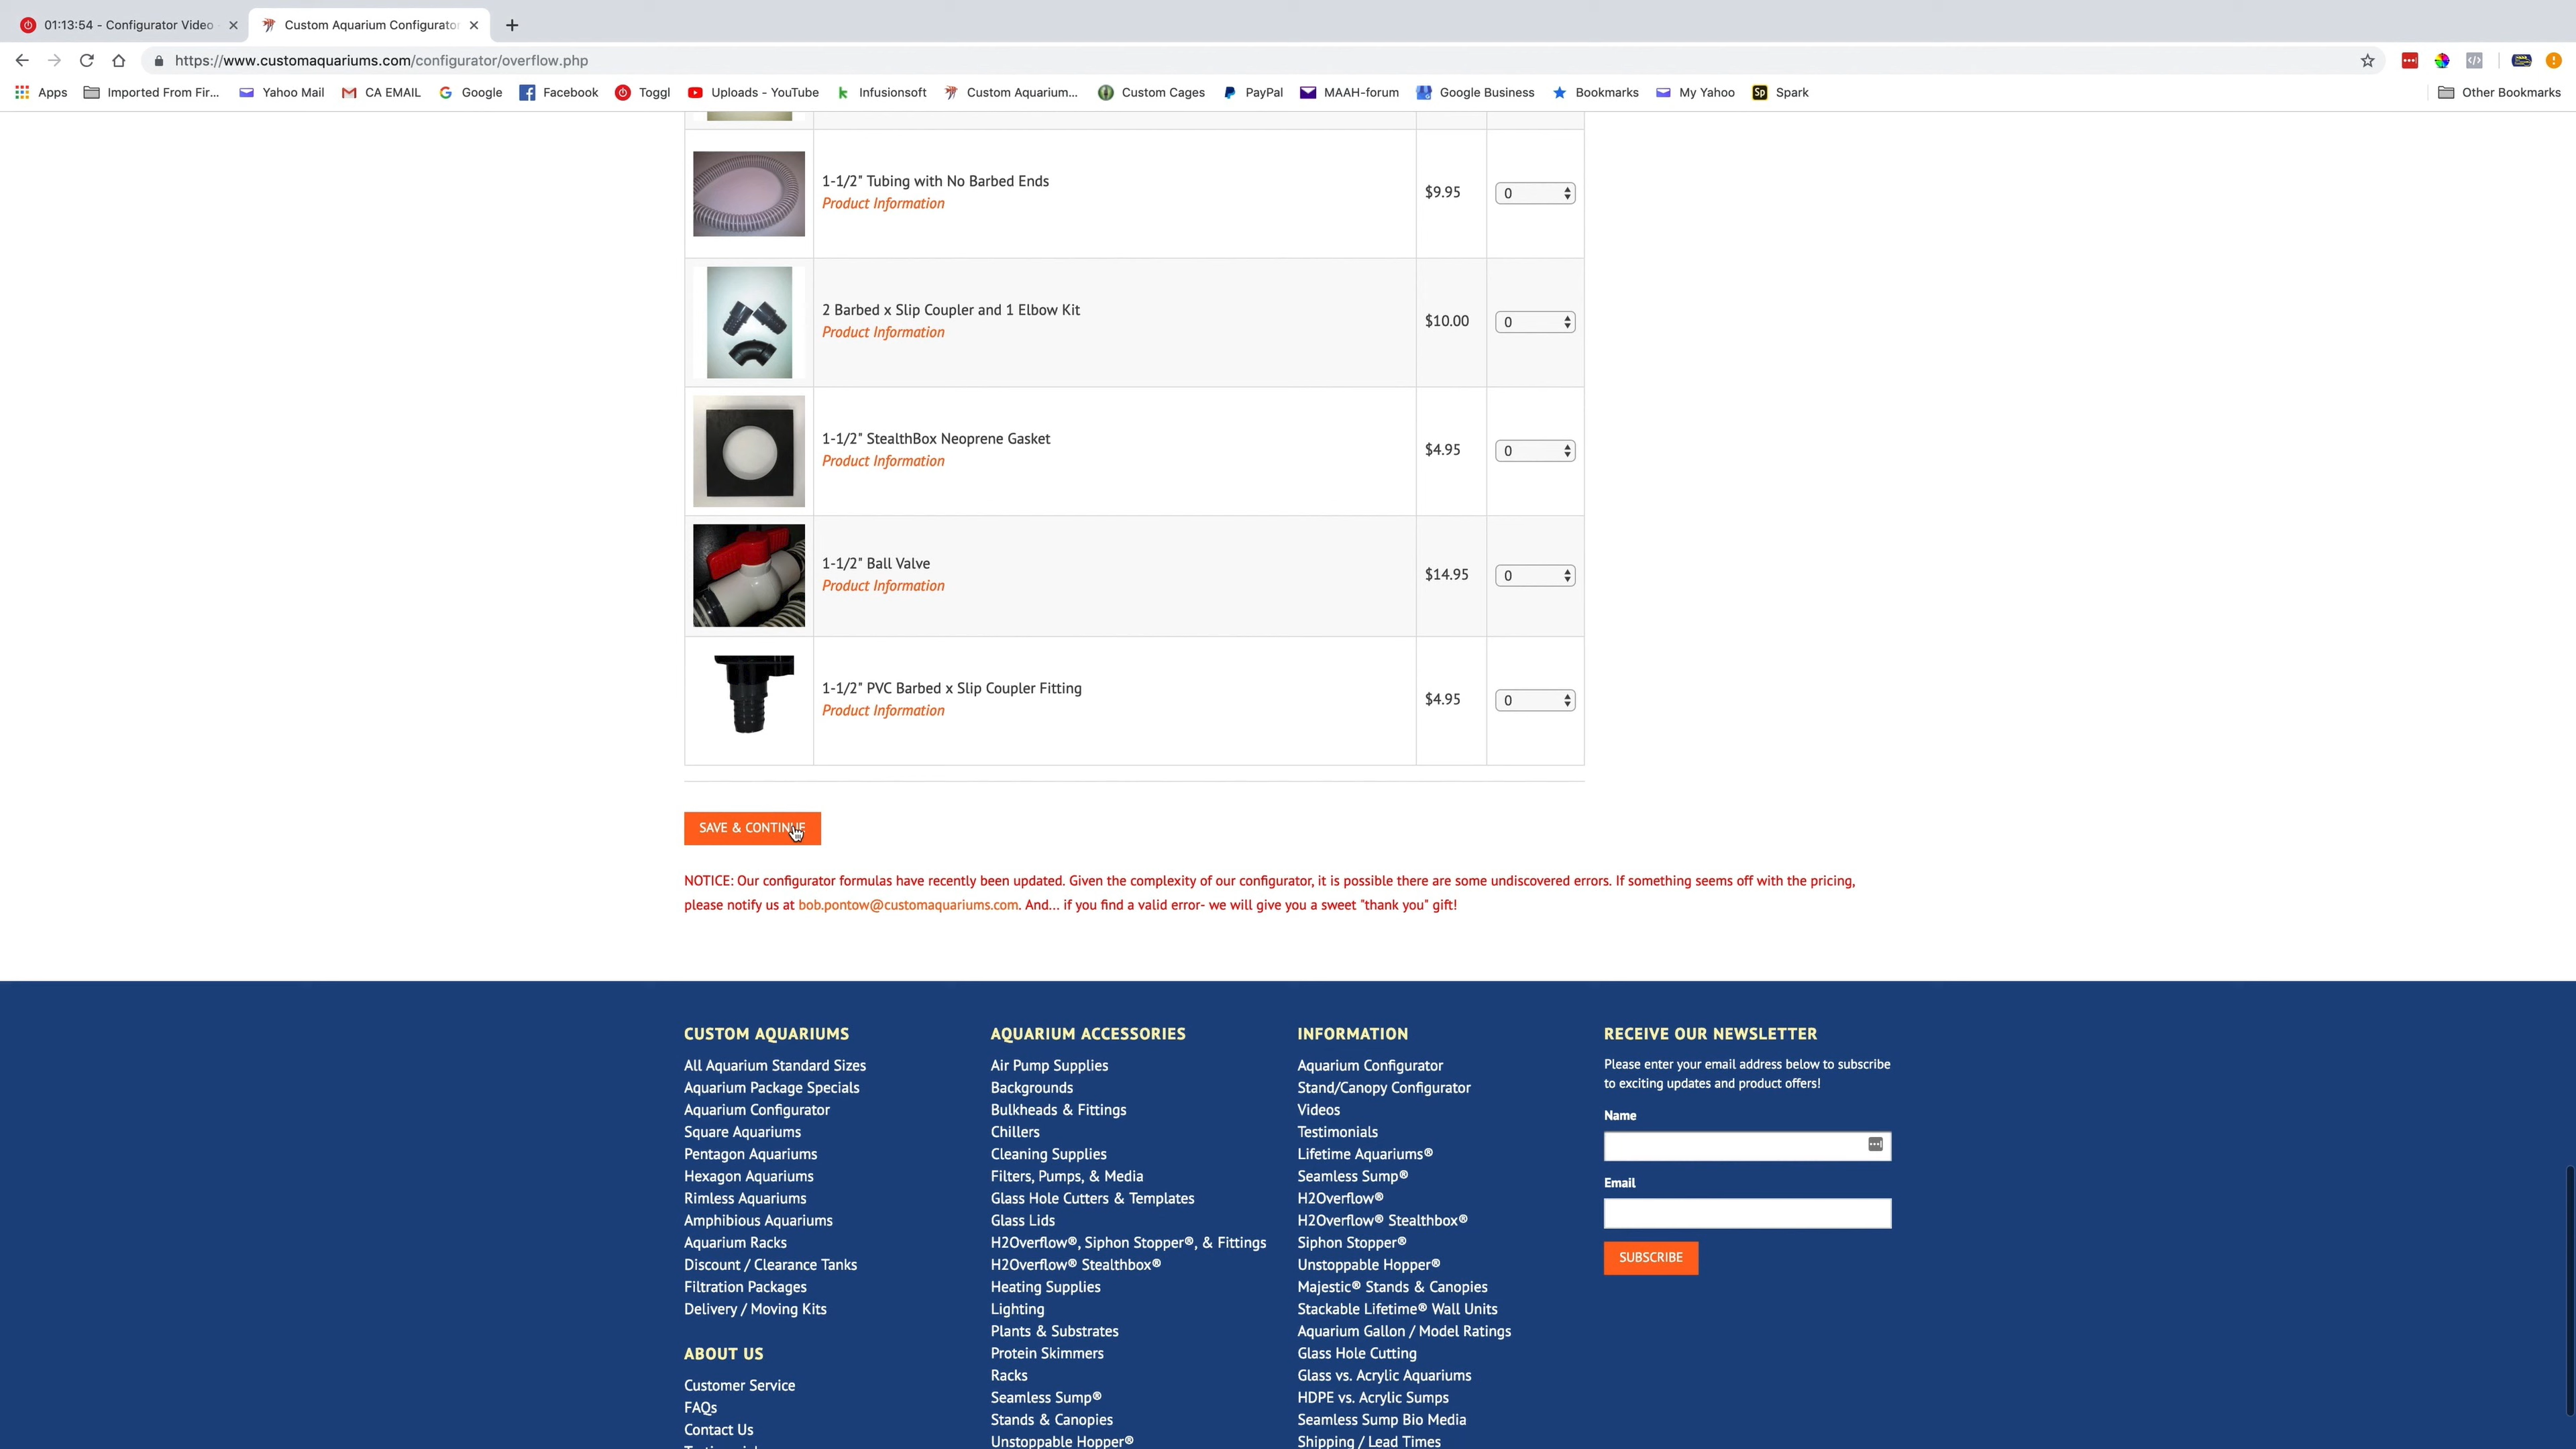 01:13:54 - Configurator Video
Custom Aquarium Configurator
https://www.customaquariums.com/configurator/overflow.php
Apps
Imported From Fir...
Yahoo Mail
CA EMAIL
Google
Facebook
Toggl
Uploads - YouTube
Infusionsoft
Custom Aquarium...
Custom Cages
PayPal
MAAH-forum
Google Business
Bookmarks
My Yahoo
Sp Spark
Other Bookmarks
1-1/2" Tubing with No Barbed Ends
Product Information
$9.95
0
2 Barbed x Slip Coupler and 1 Elbow Kit
Product Information
$10.00
0
1-1/2" StealthBox Neoprene Gasket
Product Information
$4.95
0
1-1/2" Ball Valve
Product Information
$14.95
0
1-1/2" PVC Barbed x Slip Coupler Fitting
Product Information
$4.95
0
SAVE & CONTINUE
NOTICE: Our configurator formulas have recently been updated. Given the complexity of our configurator, it is possible there are some undiscovered errors. If something seems off with the pricing,
please notify us at bob.pontow@customaquariums.com. And... if you find a valid error- we will give you a sweet "thank you" gift!
CUSTOM AQUARIUMS
All Aquarium Standard Sizes
Aquarium Package Specials
Aquarium Configurator
Square Aquariums
Pentagon Aquariums
Hexagon Aquariums
Rimless Aquariums
Amphibious Aquariums
Aquarium Racks
Discount / Clearance Tanks
Filtration Packages
Delivery / Moving Kits
ABOUT US
Customer Service
FAQs
Contact Us
AQUARIUM ACCESSORIES
Air Pump Supplies
Backgrounds
Bulkheads & Fittings
Chillers
Cleaning Supplies
Filters, Pumps, & Media
Glass Hole Cutters & Templates
Glass Lids
H2Overflow®, Siphon Stopper®, & Fittings
H2Overflow® Stealthbox®
Heating Supplies
Lighting
Plants & Substrates
Protein Skimmers
Racks
Seamless Sump®
Stands & Canopies
Unstoppable Hopper®
INFORMATION
Aquarium Configurator
Stand/Canopy Configurator
Videos
Testimonials
Lifetime Aquariums®
Seamless Sump®
H2Overflow®
H2Overflow® Stealthbox®
Siphon Stopper®
Unstoppable Hopper®
Majestic® Stands & Canopies
Stackable Lifetime® Wall Units
Aquarium Gallon / Model Ratings
Glass Hole Cutting
Glass vs. Acrylic Aquariums
HDPE vs. Acrylic Sumps
Seamless Sump Bio Media
Shipping / Lead Times
RECEIVE OUR NEWSLETTER
Please enter your email address below to subscribe
to exciting updates and product offers!
Name
Email
SUBSCRIBE